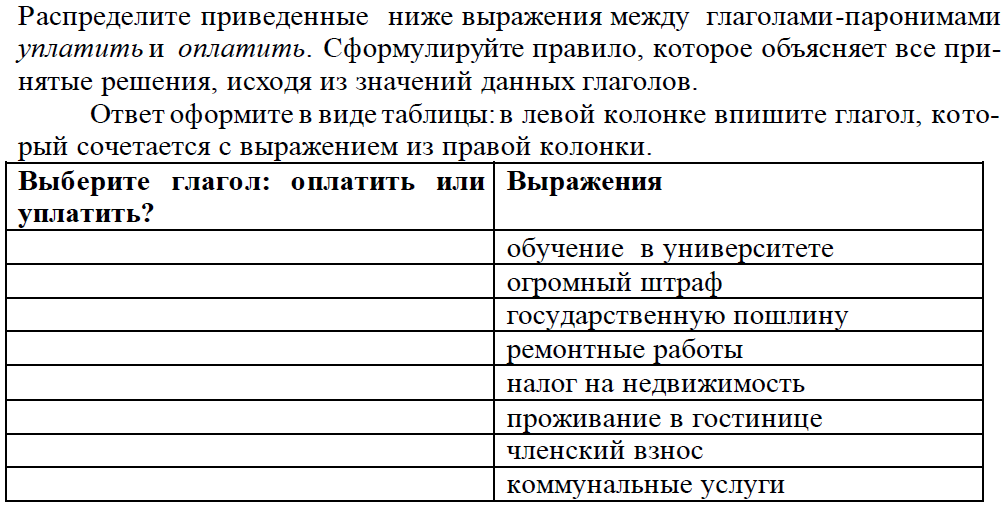 Распределите приведенные ниже выражения между глаголами-паронимами
уплатить и оплатить. Сформулируйте правило, которое объясняет все при-
нятые решения, исходя из значений данных глаголов.
Ответ оформите в виде таблицы: в левой колонке впишите глагол, кото-
рый сочетается с выражением из правой колонки.
Выберите глагол: оплатить или Выражения
уплатить?
обучение в университете
огромный штраф
государственную пошлину
ремонтные работы
налог на недвижимость
проживание в гостинице
членский взнос
коммунальные услуги